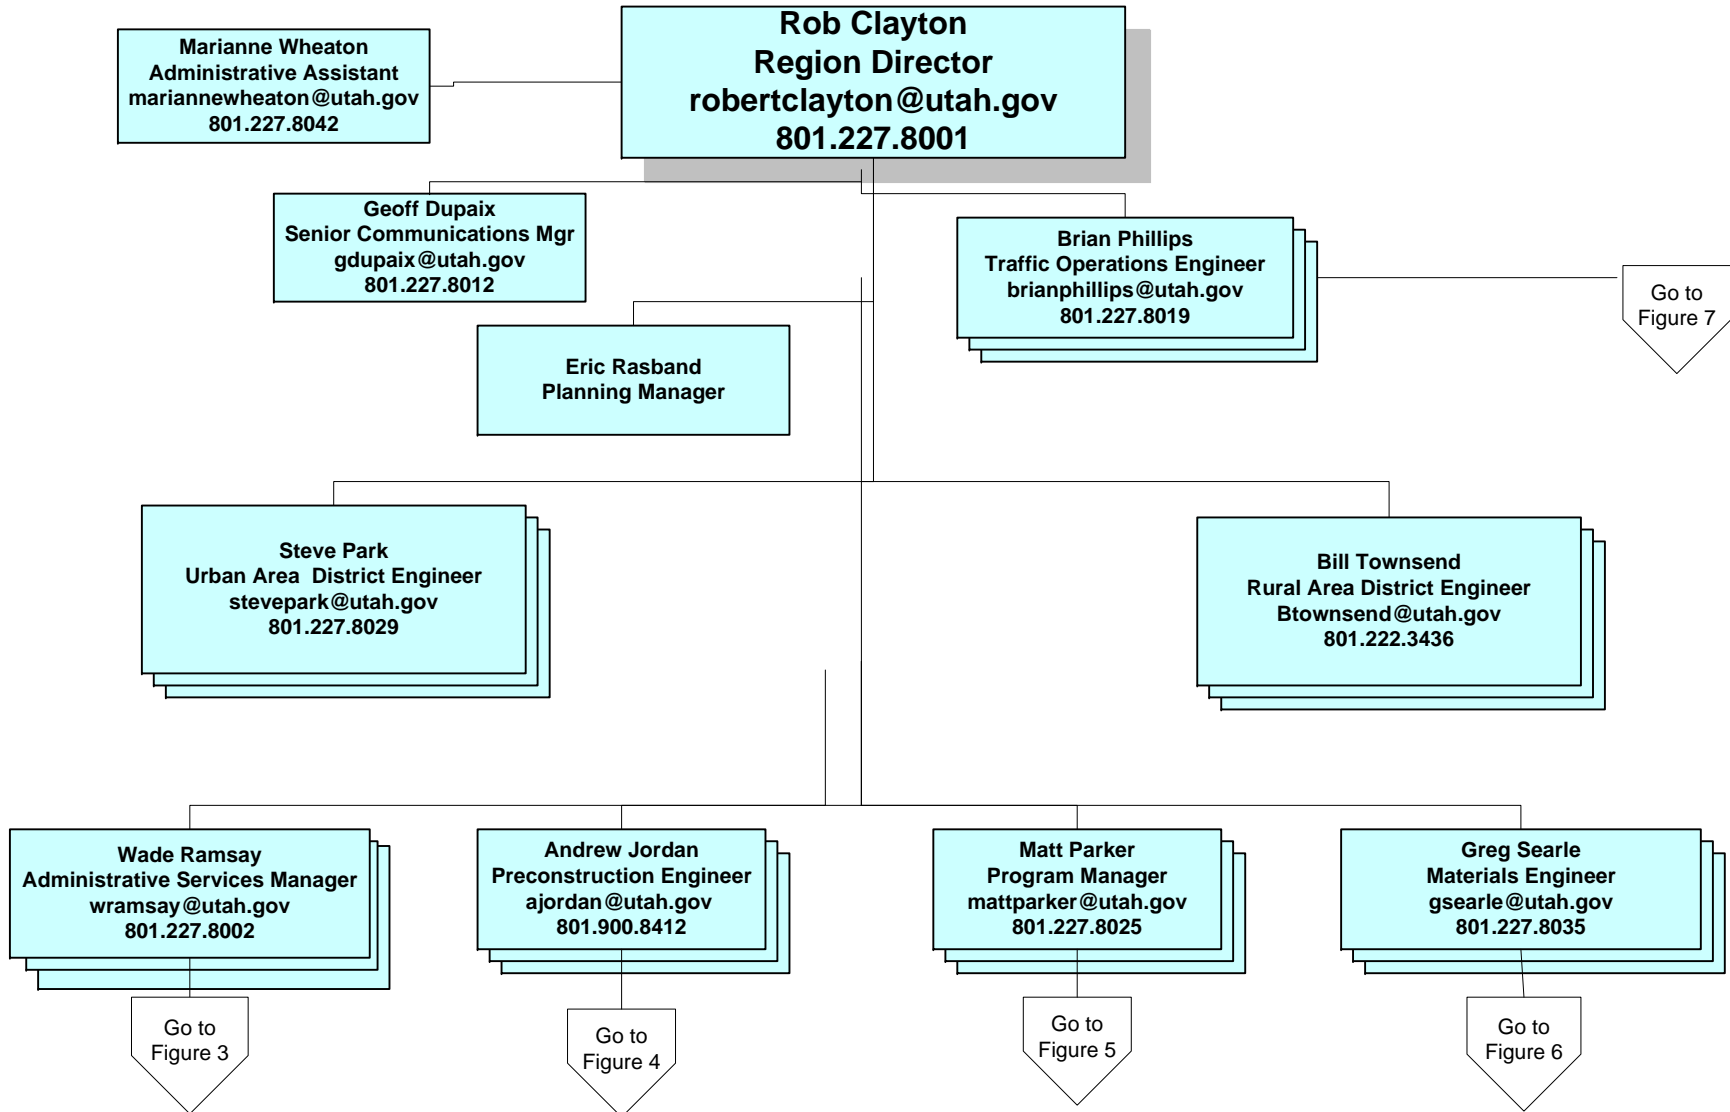 Rob Clayton
Region Director
robertclayton@utah.gov
801.227.8001
Marianne Wheaton
Administrative Assistant
mariannewheaton@utah.gov
801.227.8042
Geoff Dupaix
Senior Communications Mgr
gdupaix@utah.gov
801.227.8012
Brian Phillips
Traffic Operations Engineer
brianphillips@utah.gov
801.227.8019
Go to
Figure 7
Eric Rasband
Planning Manager
Steve Park
Urban Area  District Engineer
stevepark@utah.gov
801.227.8029
Bill Townsend
Rural Area District Engineer
Btownsend@utah.gov
801.222.3436
Wade Ramsay
Administrative Services Manager
wramsay@utah.gov
801.227.8002
Go to
Figure 3
Andrew Jordan
Preconstruction Engineer
ajordan@utah.gov
801.900.8412
Go to
Figure 4
Matt Parker
Program Manager
mattparker@utah.gov
801.227.8025
Go to
Figure 5
Greg Searle
Materials Engineer
gsearle@utah.gov
801.227.8035
Go to
Figure 6